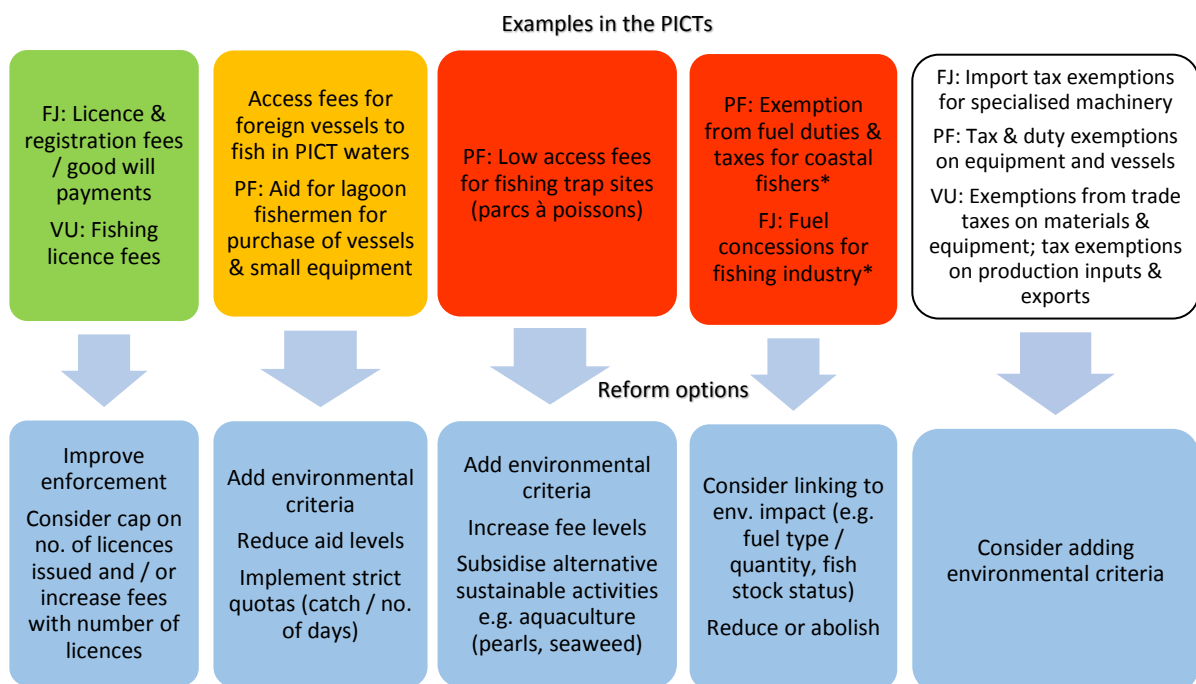 Examples in the PICTs
FJ: Licence &
registration fees
/ good will
payments
VU: Fishing
licence fees
Access fees for
foreign vessels to
fish in PICT waters
PF: Aid for lagoon
fishermen for
purchase of vessels
& small equipment
PF: Low access fees
for fishing trap sites
(parcs à poissons)
PF: Exemption
from fuel duties &
taxes for coastal
fishers*
FJ: Fuel
concessions for
fishing industry*
FJ: Import tax exemptions
for specialised machinery
PF: Tax & duty exemptions
on equipment and vessels
VU: Exemptions from trade
taxes on materials &
equipment; tax exemptions
on production inputs &
exports
Reform options
Improve
enforcement
Consider cap on
no. of licences
issued and / or
increase fees
with number of
licences
Add environmental
criteria
Reduce aid levels
Implement strict
quotas (catch / no.
of days)
Add environmental
criteria
Increase fee levels
Subsidise alternative
sustainable activities
e.g. aquaculture
(pearls, seaweed)
Consider linking to
env. impact (e.g.
fuel type /
quantity, fish
stock status)
Reduce or abolish
Consider adding
environmental criteria